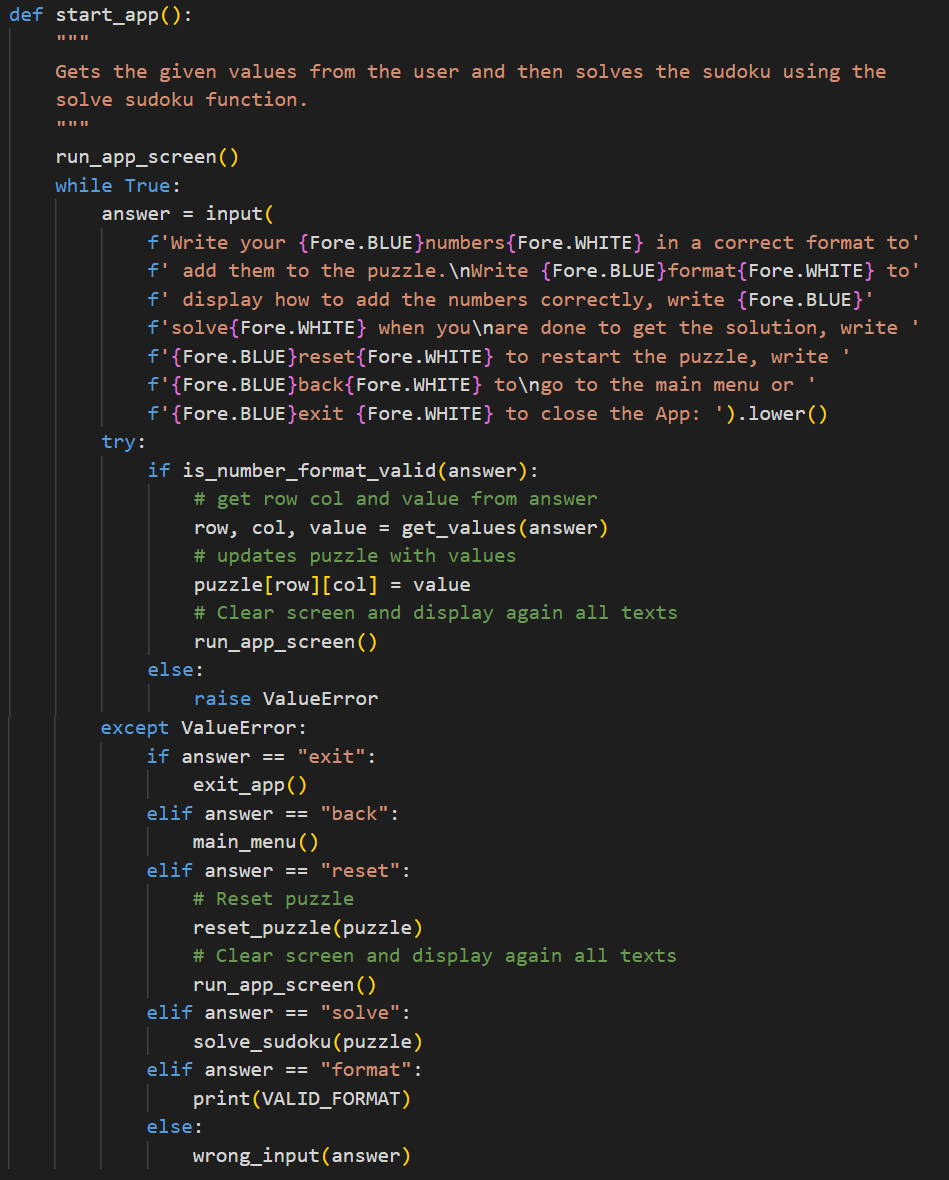 def start_app():
    """
    Gets the given values from the user and then solves the sudoku using the
    solve sudoku function.
    """
    run_app_screen()
    while True:
        answer = input(
            f'Write your {Fore.BLUE}numbers{Fore.WHITE} in a correct format to'
            f' add them to the puzzle.\nWrite {Fore.BLUE}format{Fore.WHITE} to'
            f' display how to add the numbers correctly, write {Fore.BLUE}'
            f'solve{Fore.WHITE} when you\nare done to get the solution, write '
            f'{Fore.BLUE}reset{Fore.WHITE} to restart the puzzle, write '
            f'{Fore.BLUE}back{Fore.WHITE} to\ngo to the main menu or '
            f'{Fore.BLUE}exit {Fore.WHITE} to close the App: ').lower()
        try:
            if is_number_format_valid(answer):
                # get row col and value from answer
                row, col, value = get_values(answer)
                # updates puzzle with values
                puzzle[row][col] = value
                # Clear screen and display again all texts
                run_app_screen()
            else:
                raise ValueError
        except ValueError:
            if answer == "exit":
                exit_app()
            elif answer == "back":
                main_menu()
            elif answer == "reset":
                # Reset puzzle
                reset_puzzle(puzzle)
                # Clear screen and display again all texts
                run_app_screen()
            elif answer == "solve":
                solve_sudoku(puzzle)
            elif answer == "format":
                print(VALID_FORMAT)
            else:
                wrong_input(answer)